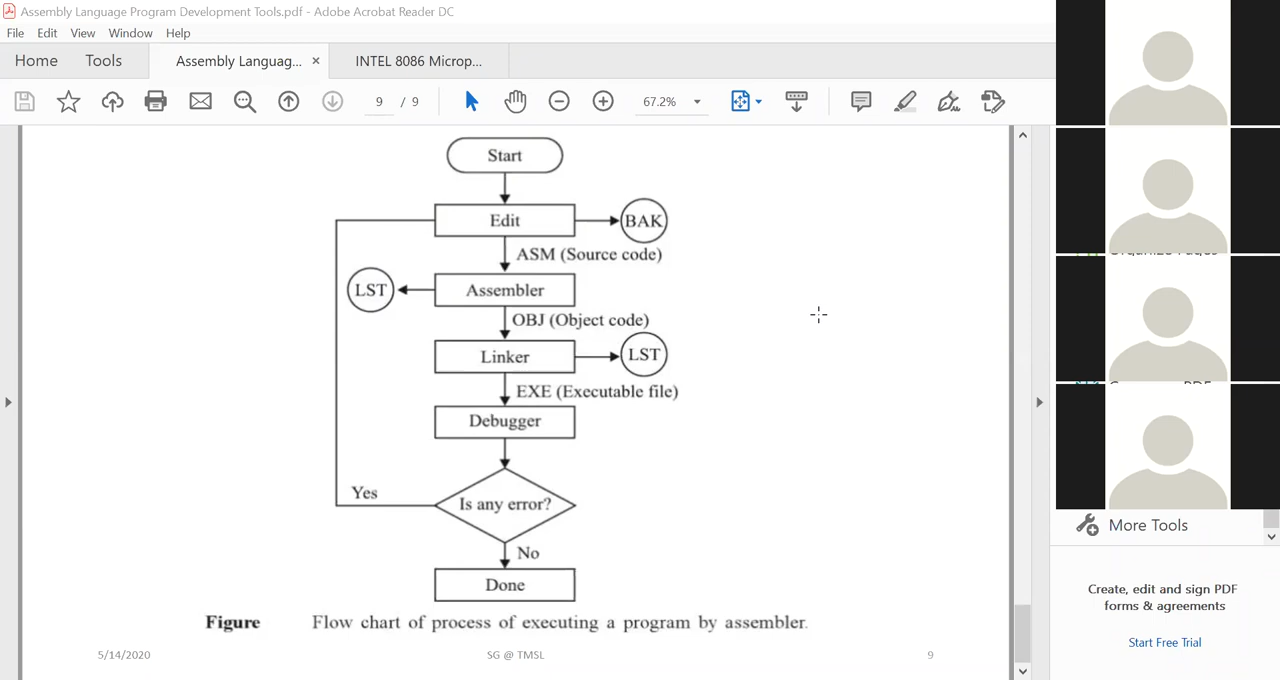 Assembly Language Program Development Tools.pdf - Adobe Acrobat Reader DC
File Edit View Window Help
Home Tools Assembly Languag... × INTEL 8086 Microp...
9 / 9 67.2%
Start
Edit BAK
ASM (Source code)
LST Assembler
OBJ (Object code)
Linker LST
EXE (Executable file)
Debugger
Yes Is any error?
No
Done
Figure Flow chart of process of executing a program by assembler.
5/14/2020 SG @ TMSL 9
More Tools
Create, edit and sign PDF
forms & agreements
Start Free Trial